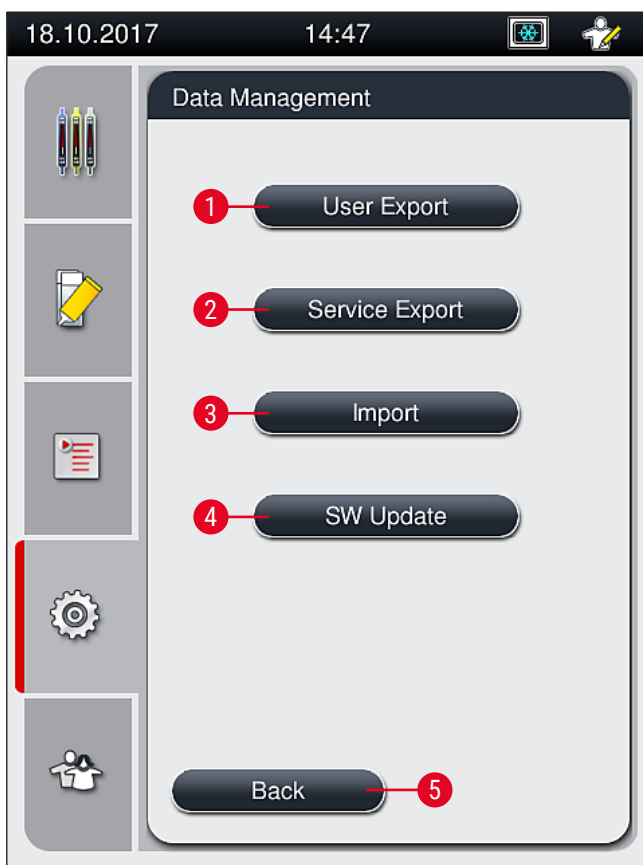 18.10.2017 14:47
Data Management
1 User Export
2 Service Export
3 Import
4 SW Update
Back 5